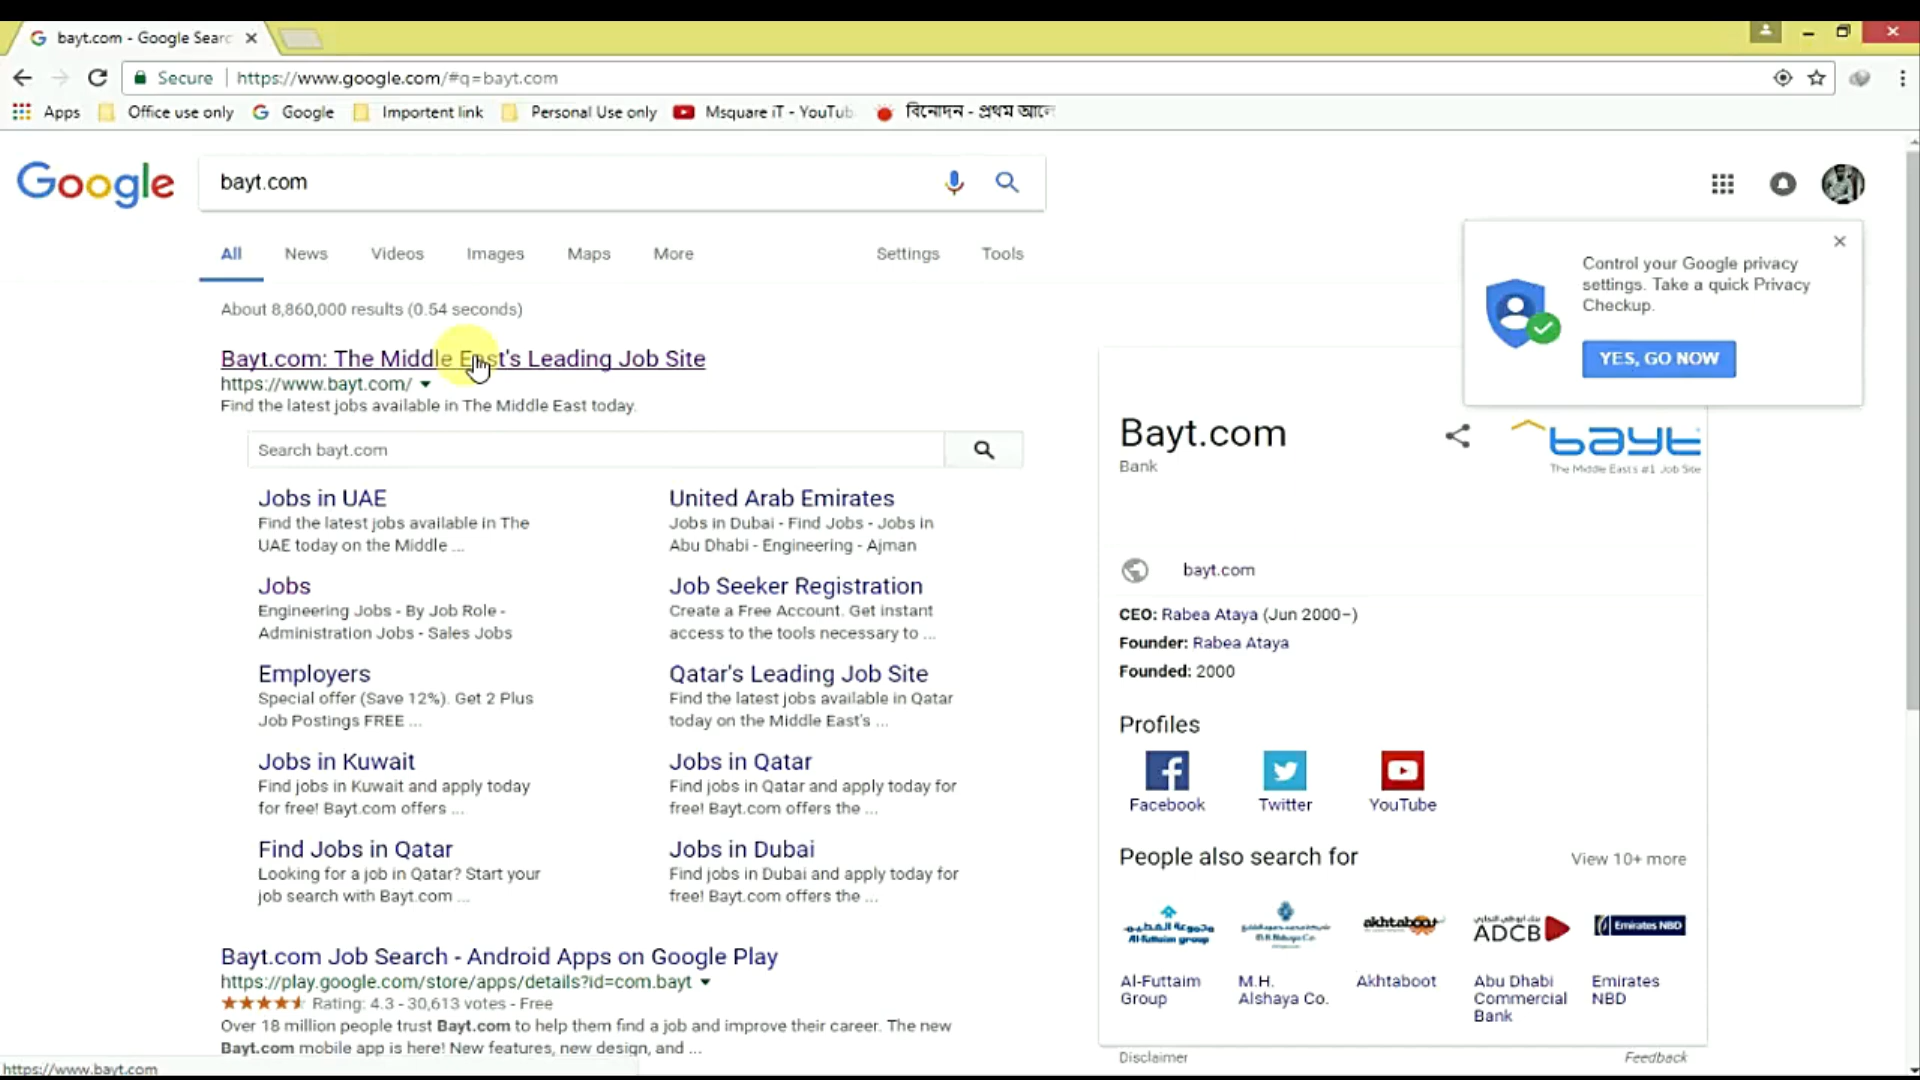 bayt.com - Google Searc
Secure
https://www.google.com/#q=bayt.com
Apps
Office use only
Google
Importent link
Personal Use only
Msquare iT - YouTub
বিনোদন - প্রথম আলো
Google
bayt.com
All
News
Videos
Images
Maps
More
Settings
Tools
About 8,860,000 results (0.54 seconds)
Control your Google privacy
settings. Take a quick Privacy
Checkup.
YES, GO NOW
Bayt.com: The Middle East's Leading Job Site
https://www.bayt.com/
Find the latest jobs available in The Middle East today.
Search bayt.com
Jobs in UAE
Find the latest jobs available in The
UAE today on the Middle ...
United Arab Emirates
Jobs in Dubai - Find Jobs - Jobs in
Abu Dhabi - Engineering - Ajman
Jobs
Engineering Jobs - By Job Role -
Administration Jobs - Sales Jobs
Job Seeker Registration
Create a Free Account. Get instant
access to the tools necessary to ...
Employers
Special offer (Save 12%). Get 2 Plus
Job Postings FREE ...
Qatar's Leading Job Site
Find the latest jobs available in Qatar
today on the Middle East's ...
Jobs in Kuwait
Find jobs in Kuwait and apply today
for free! Bayt.com offers ...
Jobs in Qatar
Find jobs in Qatar and apply today for
free! Bayt.com offers the ...
Find Jobs in Qatar
Looking for a job in Qatar? Start your
job search with Bayt.com ...
Jobs in Dubai
Find jobs in Dubai and apply today for
free! Bayt.com offers the ...
Bayt.com Job Search - Android Apps on Google Play
https://play.google.com/store/apps/details?id=com.bayt
Rating: 4.3 - 30,613 votes - Free
Over 18 million people trust Bayt.com to help them find a job and improve their career. The new
Bayt.com mobile app is here! New features, new design, and ...
https://www.bayt.com
Bayt.com
Bank
bayt
The Middle East's #1 Job Site
bayt.com
CEO: Rabea Ataya (Jun 2000–)
Founder: Rabea Ataya
Founded: 2000
Profiles
Facebook
Twitter
YouTube
People also search for
View 10+ more
Al-Futtaim group
akhtaboot
ADCB
Emirates NBD
Al-Futtaim
Group
M.H.
Alshaya Co.
Akhtaboot
Abu Dhabi
Commercial
Bank
Emirates
NBD
Disclaimer
Feedback